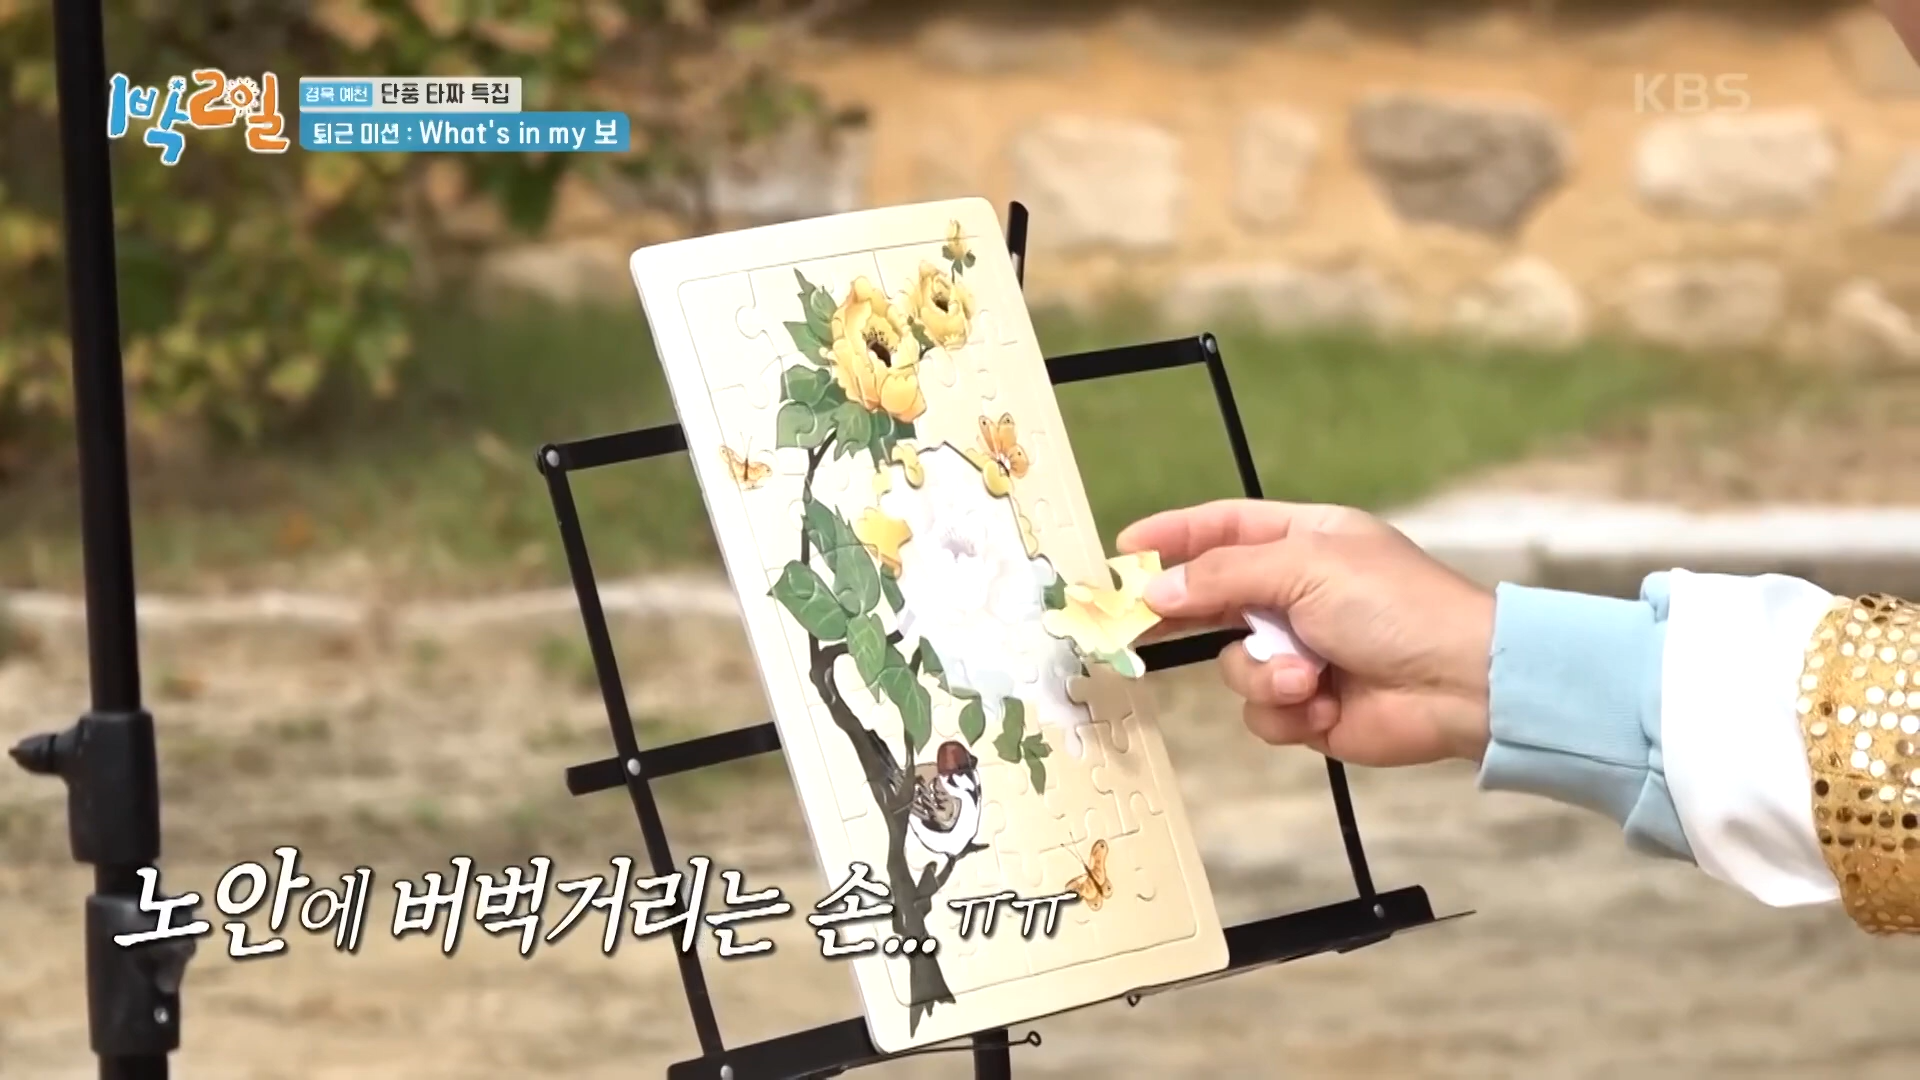 1박2일
경북 예천 단풍 타짜 특집
퇴근 미션 : What's in my 보
KBS
노안에 버벅거리는 손...ㅠㅠ